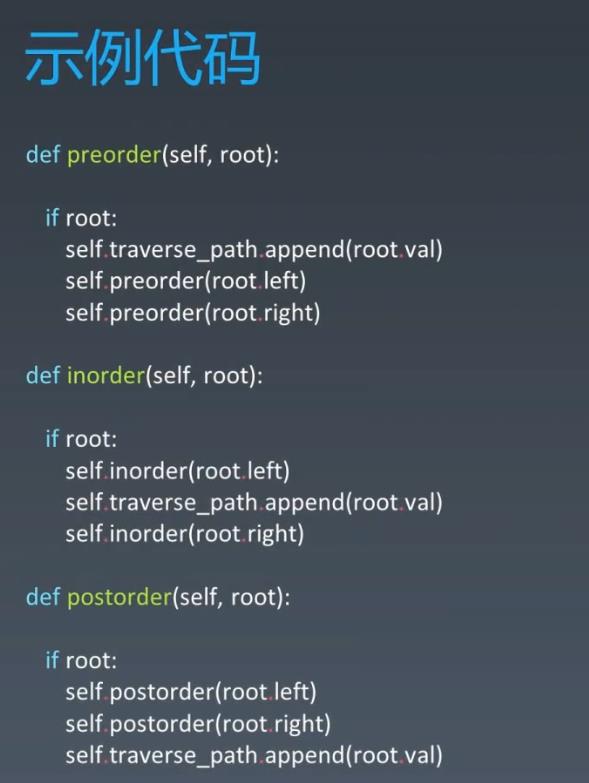 示例代码
def preorder(self, root):
if root:
self.traverse_path.append(root.val)
self.preorder(root.left)
self.preorder(root.right)
def inorder(self, root):
if root:
self.inorder(root.left)
self.traverse_path.append(root.val)
self.inorder(root.right)
def postorder(self, root):
if root:
self.postorder(root.left)
self.postorder(root.right)
self.traverse_path.append(root.val)